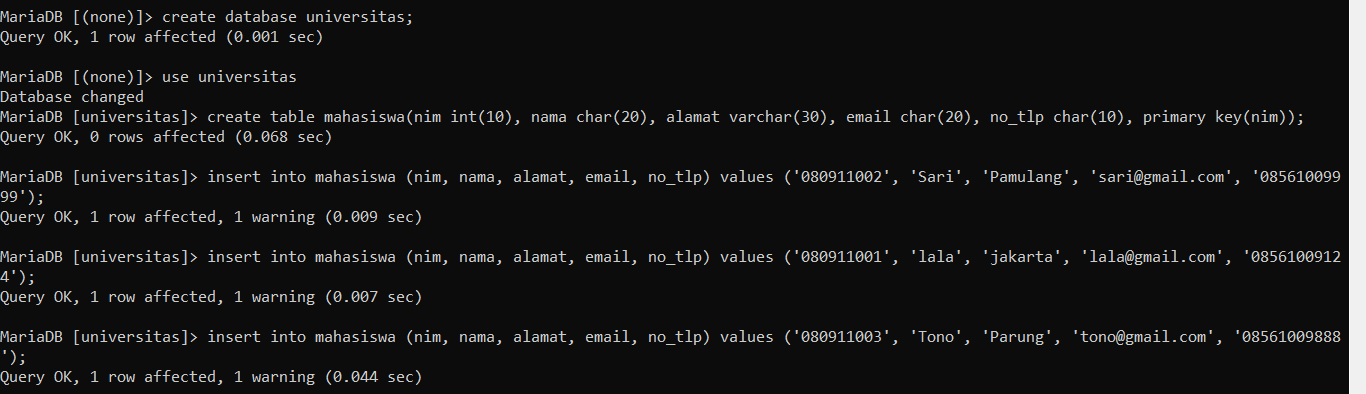 MariaDB [(none)]> create database universitas;
Query OK, 1 row affected (0.001 sec)
MariaDB [(none)]> use universitas
Database changed
MariaDB [universitas]> create table mahasiswa(nim int(10), nama char(20), alamat varchar(30), email char(20), no_tlp char(10), primary key(nim));
Query OK, 0 rows affected (0.068 sec)
MariaDB [universitas]> insert into mahasiswa (nim, nama, alamat, email, no_tlp) values ('080911002', 'Sari', 'Pamulang', 'sari@gmail.com', '085610099
99');
Query OK, 1 row affected, 1 warning (0.009 sec)
MariaDB [universitas]> insert into mahasiswa (nim, nama, alamat, email, no_tlp) values ('080911001', 'lala', 'jakarta', 'lala@gmail.com', '0856100912
4');
Query OK, 1 row affected, 1 warning (0.007 sec)
MariaDB [universitas]> insert into mahasiswa (nim, nama, alamat, email, no_tlp) values ('080911003', 'Tono', 'Parung', 'tono@gmail.com', '08561009888
');
Query OK, 1 row affected, 1 warning (0.044 sec)